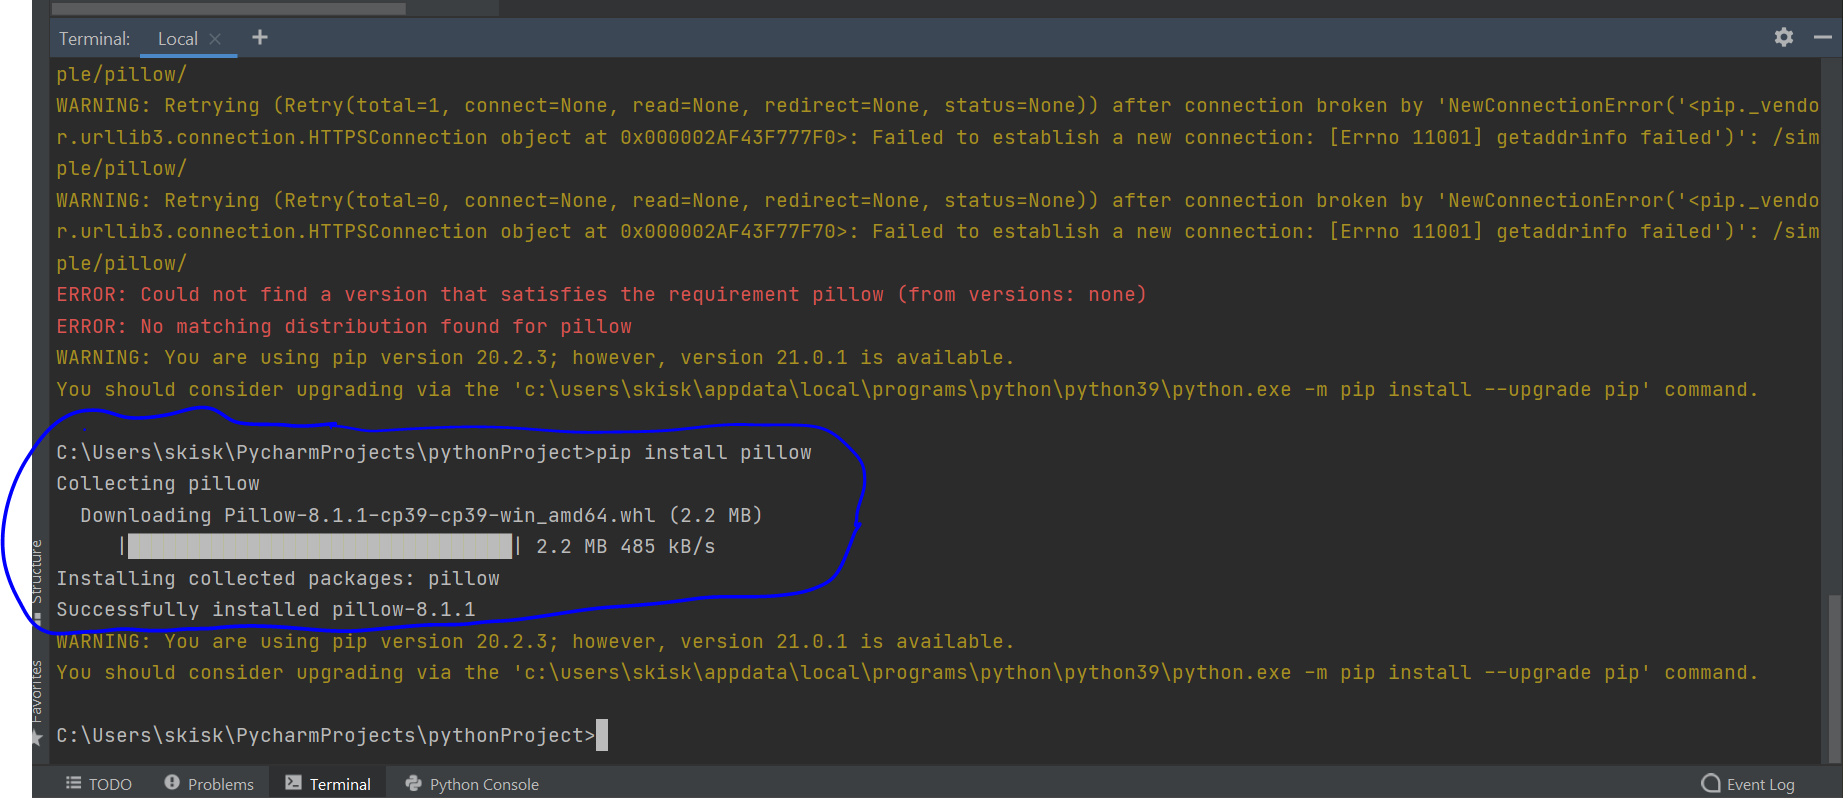 Terminal: Local × +
ple/pillow/
WARNING: Retrying (Retry(total=1, connect=None, read=None, redirect=None, status=None)) after connection broken by 'NewConnectionError('<pip._vendo
r.urllib3.connection.HTTPSConnection object at 0x000002AF43F777F0>: Failed to establish a new connection: [Errno 11001] getaddrinfo failed')': /sim
ple/pillow/
WARNING: Retrying (Retry(total=0, connect=None, read=None, redirect=None, status=None)) after connection broken by 'NewConnectionError('<pip._vendo
r.urllib3.connection.HTTPSConnection object at 0x000002AF43F77F70>: Failed to establish a new connection: [Errno 11001] getaddrinfo failed')': /sim
ple/pillow/
ERROR: Could not find a version that satisfies the requirement pillow (from versions: none)
ERROR: No matching distribution found for pillow
WARNING: You are using pip version 20.2.3; however, version 21.0.1 is available.
You should consider upgrading via the 'c:\users\skisk\appdata\local\programs\python\python39\python.exe -m pip install --upgrade pip' command.
C:\Users\skisk\PycharmProjects\pythonProject>pip install pillow
Collecting pillow
Downloading Pillow-8.1.1-cp39-cp39-win_amd64.whl (2.2 MB)
|████████████████████████████████| 2.2 MB 485 kB/s
Installing collected packages: pillow
Successfully installed pillow-8.1.1
WARNING: You are using pip version 20.2.3; however, version 21.0.1 is available.
You should consider upgrading via the 'c:\users\skisk\appdata\local\programs\python\python39\python.exe -m pip install --upgrade pip' command.
C:\Users\skisk\PycharmProjects\pythonProject>
Structure
Favorites
TODO Problems Terminal Python Console Event Log